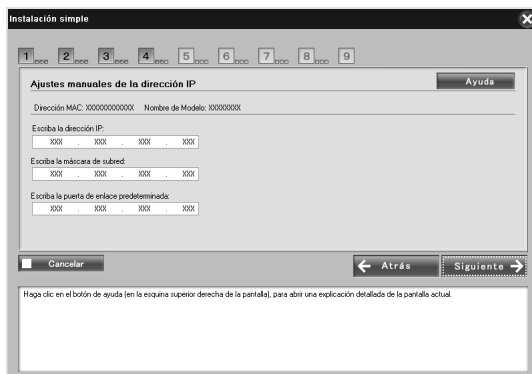 Instalación simple
1 2 3 4 5 6 7 8 9
Ajustes manuales de la dirección IP
Ayuda
Dirección MAC: XXXXXXXXXXXX Nombre de Modelo: XXXXXXXX
Escriba la dirección IP:
XXX . XXX . XXX . XXX
Escriba la máscara de subred:
XXX . XXX . XXX . XXX
Escriba la puerta de enlace predeterminada:
XXX . XXX . XXX . XXX
Cancelar
Atrás
Siguiente
Haga clic en el botón de ayuda (en la esquina superior derecha de la pantalla), para abrir una explicación detallada de la pantalla actual.